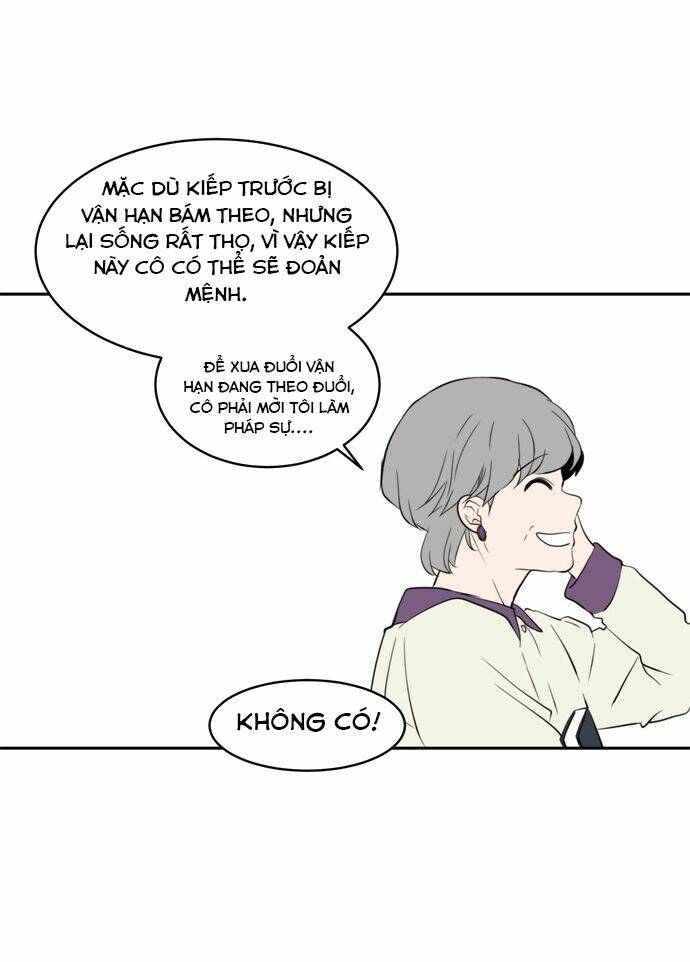 MẶC DÙ KIẾP TRƯỚC BỊ
VẬN HẠN BÁM THEO, NHƯNG
LẠI SỐNG RẤT THỌ, VÌ VẬY KIẾP
NÀY CÔ CÓ THỂ SẼ ĐOẢN
MỆNH.
ĐỂ XUA ĐUỔI VẬN
HẠN ĐANG THEO ĐUỔI,
CÔ PHẢI MỜI TÔI LÀM
PHÁP SỰ....
KHÔNG CÓ!